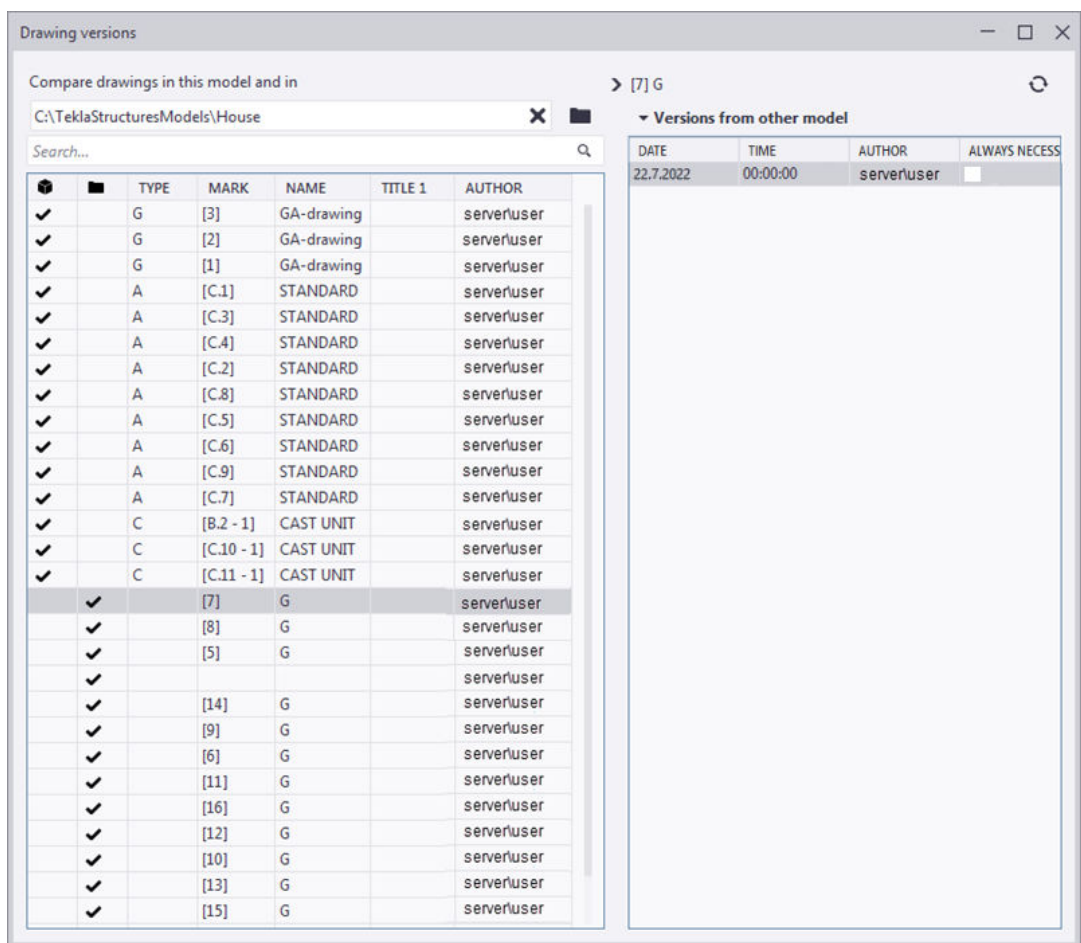 Drawing versions
Compare drawings in this model and in
C:\TeklaStructuresModels\House
Search...
TYPE MARK NAME TITLE 1 AUTHOR
G [3] GA-drawing server\user
G [2] GA-drawing server\user
G [1] GA-drawing server\user
A [C.1] STANDARD server\user
A [C.3] STANDARD server\user
A [C.4] STANDARD server\user
A [C.2] STANDARD server\user
A [C.8] STANDARD server\user
A [C.5] STANDARD server\user
A [C.6] STANDARD server\user
A [C.9] STANDARD server\user
A [C.7] STANDARD server\user
C [B.2 - 1] CAST UNIT server\user
C [C.10 - 1] CAST UNIT server\user
C [C.11 - 1] CAST UNIT server\user
[7] G server\user
[8] G server\user
[5] G server\user
server\user
[14] G server\user
[9] G server\user
[6] G server\user
[11] G server\user
[16] G server\user
[12] G server\user
[10] G server\user
[13] G server\user
[15] G server\user
[7] G
Versions from other model
DATE TIME AUTHOR ALWAYS NECESS
22.7.2022 00:00:00 server\user